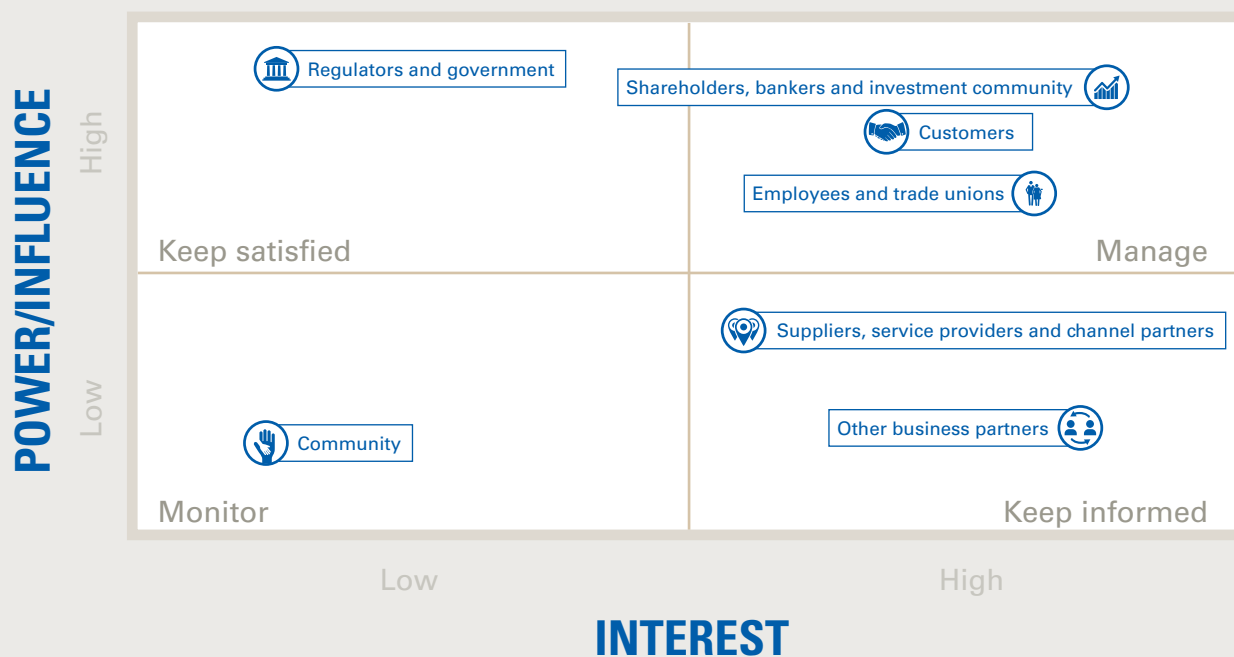 POWER/INFLUENCE
High
Low
Regulators and government
Shareholders, bankers and investment community
Customers
Employees and trade unions
Keep satisfied
Manage
Suppliers, service providers and channel partners
Other business partners
Community
Monitor
Keep informed
Low
High
INTEREST